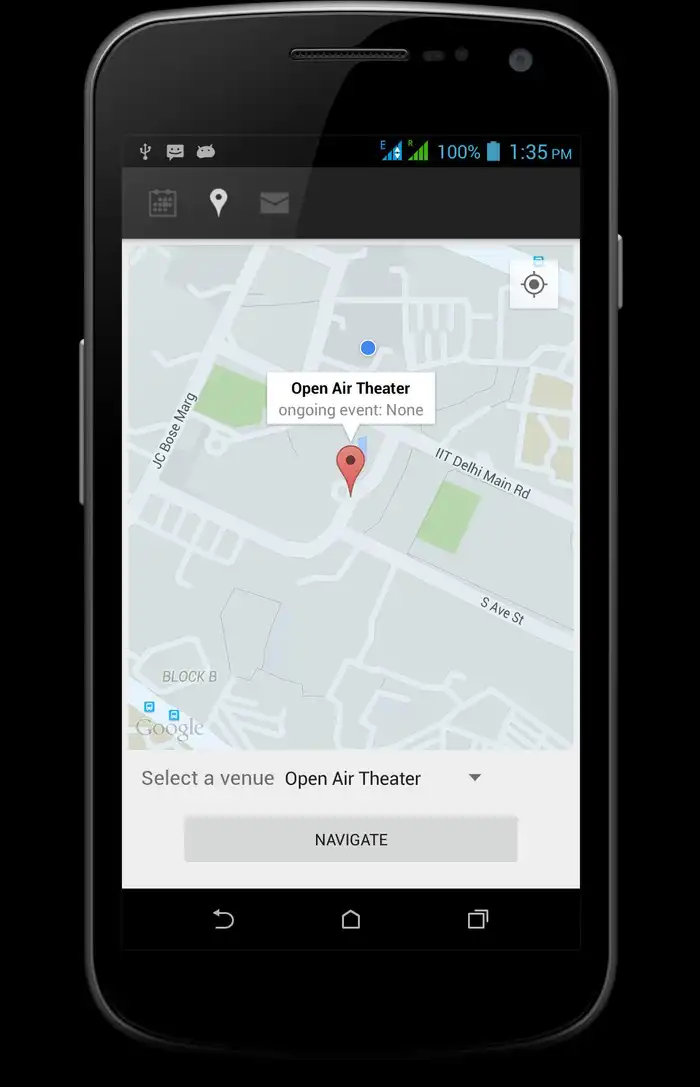 E R 100% 1:35 PM
Open Air Theater
ongoing event: None
JC Bose Marg
IIT Delhi Main Rd
S Ave St
BLOCK B
Google
Select a venue Open Air Theater
NAVIGATE